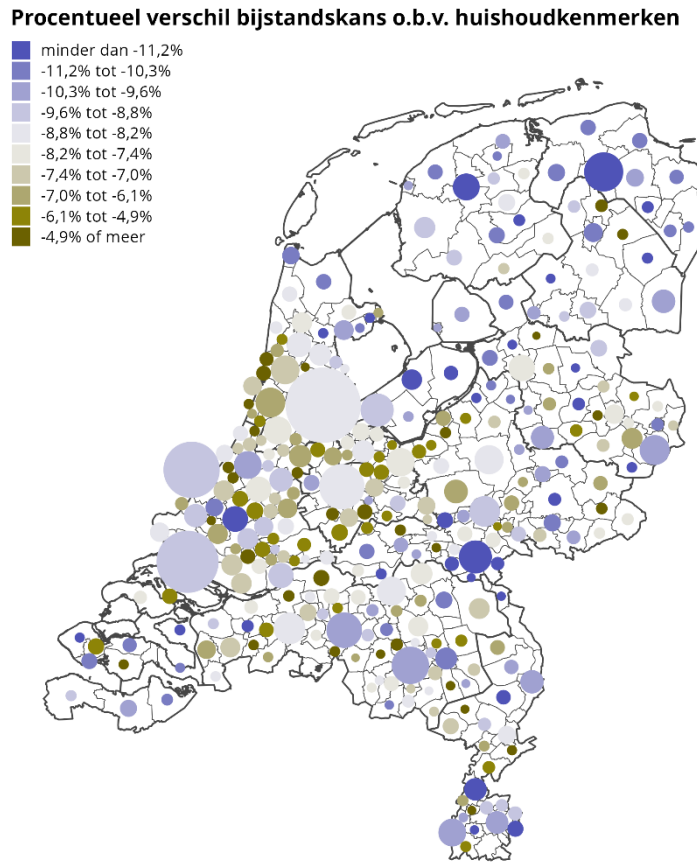 Procentueel verschil bijstandskans o.b.v. huishoudkenmerken
minder dan -11,2%
-11,2% tot -10,3%
-10,3% tot -9,6%
-9,6% tot -8,8%
-8,8% tot -8,2%
-8,2% tot -7,4%
-7,4% tot -7,0%
-7,0% tot -6,1%
-6,1% tot -4,9%
-4,9% of meer